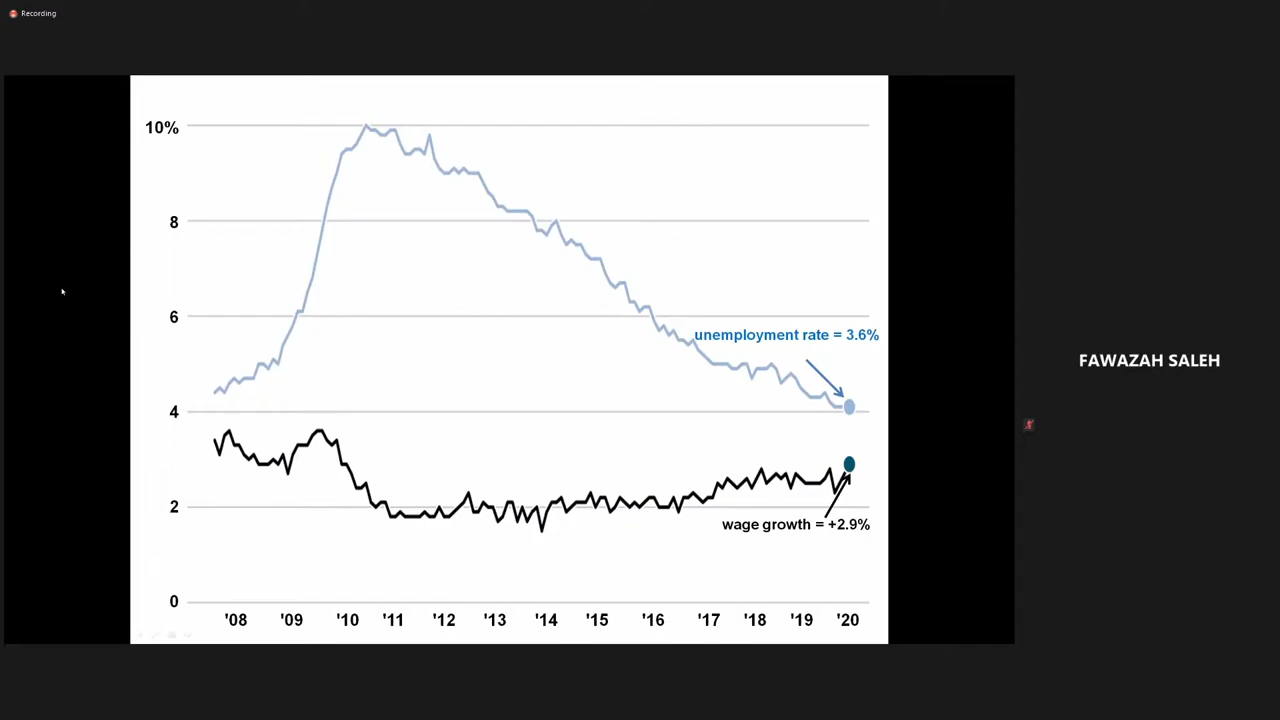 Recording
10%
8
6
4
2
0
unemployment rate = 3.6%
wage growth = +2.9%
'08 '09 '10 '11 '12 '13 '14 '15 '16 '17 '18 '19 '20
FAWAZAH SALEH